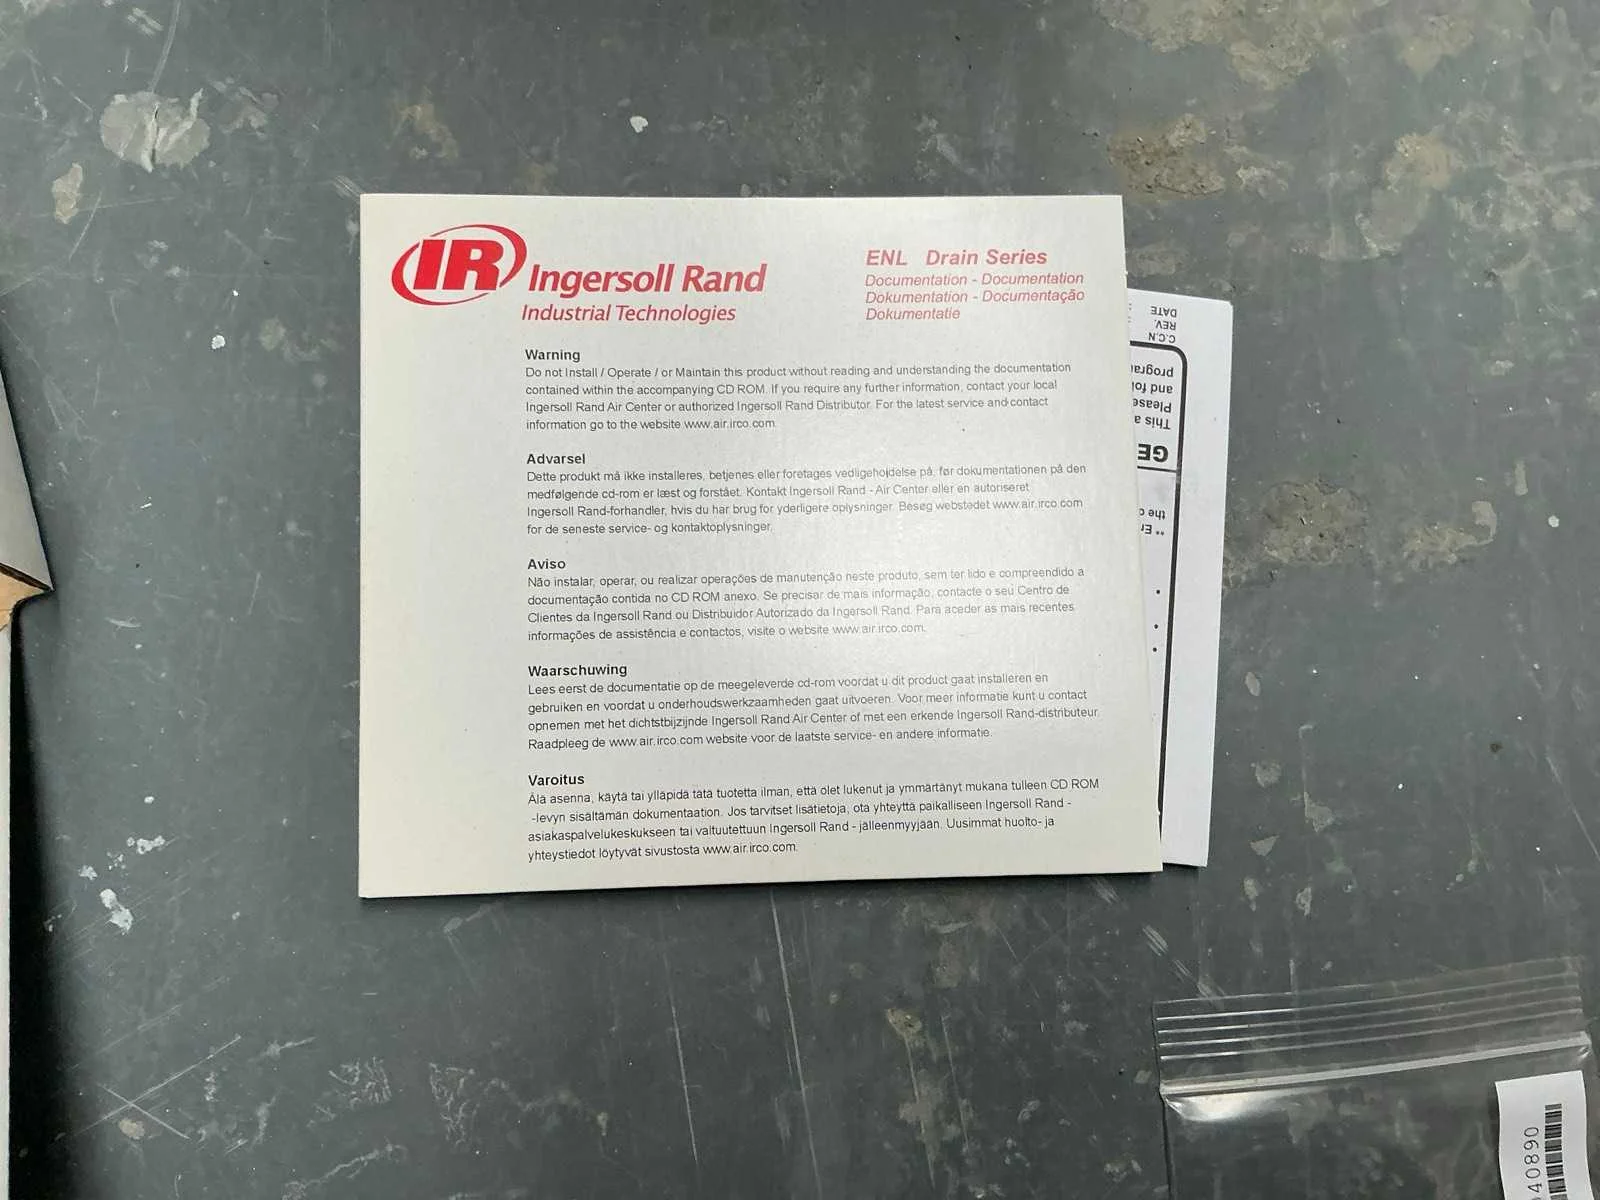 IR Ingersoll Rand
Industrial Technologies
ENL Drain Series
Documentation - Documentation
Dokumentation - Documentação
Dokumentatie
Warning
Do not Install / Operate / or Maintain this product without reading and understanding the documentation
contained within the accompanying CD ROM. If you require any further information, contact your local
Ingersoll Rand Air Center or authorized Ingersoll Rand Distributor. For the latest service and contact
information go to the website www.air.irco.com.
Advarsel
Dette produkt må ikke installeres, betjenes eller foretages vedligeholdelse på, før dokumentationen på den
medfølgende cd-rom er læst og forstået. Kontakt Ingersoll Rand - Air Center eller en autoriseret
Ingersoll Rand-forhandler, hvis du har brug for yderligere oplysninger. Besøg webstedet www.air.irco.com
for de seneste service- og kontaktoplysninger.
Aviso
Não instalar, operar, ou realizar operações de manutenção neste produto, sem ter lido e compreendido a
documentação contida no CD ROM anexo. Se precisar de mais informação, contacte o seu Centro de
Clientes da Ingersoll Rand ou Distribuidor Autorizado da Ingersoll Rand. Para aceder as mais recentes
informações de assistência e contactos, visite o website www.air.irco.com.
Waarschuwing
Lees eerst de documentatie op de meegeleverde cd-rom voordat u dit product gaat installeren en
gebruiken en voordat u onderhoudswerkzaamheden gaat uitvoeren. Voor meer informatie kunt u contact
opnemen met het dichtstbijzijnde Ingersoll Rand Air Center of met een erkende Ingersoll Rand-distributeur.
Raadpleeg de www.air.irco.com website voor de laatste service- en andere informatie.
Varoitus
Älä asenna, käytä tai ylläpidä tätä tuotetta ilman, että olet lukenut ja ymmärtänyt mukana tulleen CD ROM
-levyn sisältämän dokumentaation. Jos tarvitset lisätietoja, ota yhteyttä paikalliseen Ingersoll Rand -
asiakaspalvelukeskukseen tai valtuutettuun Ingersoll Rand - jälleenmyyjään. Uusimmat huolto- ja
yhteystiedot löytyvät sivustosta www.air.irco.com.
** Er
the c
GE
This a
Please
and fol
progra
C.C.N
REV.
DATE
40890